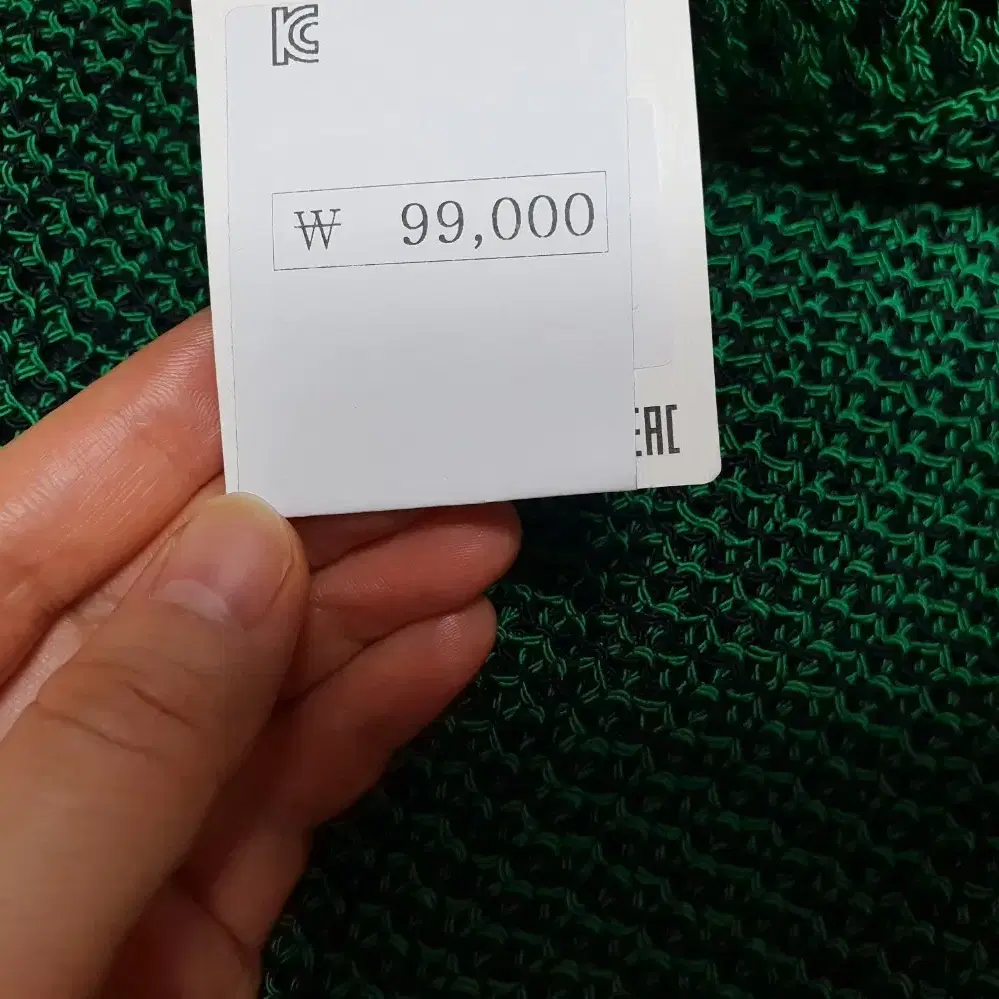 KC
₩ 99,000
EAC